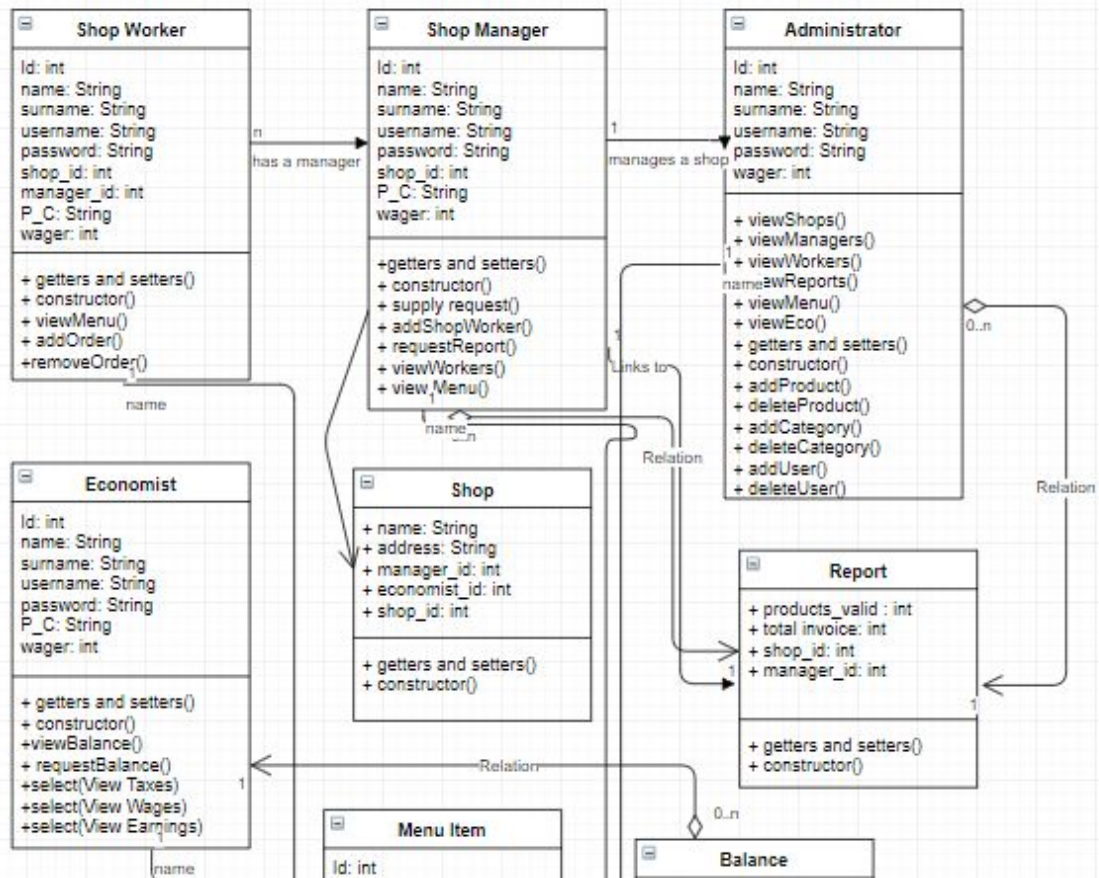 Shop Worker
Id: int
name: String
surname: String
username: String
password: String
shop_id: int
manager_id: int
P_C: String
wager: int
+ getters and setters()
+ constructor()
+ viewMenu()
+ addOrder()
+removeOrder()
1
name
n
has a manager
Shop Manager
Id: int
name: String
surname: String
username: String
password: String
shop_id: int
P_C: String
wager: int
+getters and setters()
+ constructor()
+ supply request()
+ addShopWorker()
+ requestReport()
+ viewWorkers()
+ view Menu()
1
name
1
manages a shop
1
Links to
Relation
Administrator
Id: int
name: String
surname: String
username: String
password: String
wager: int
+ viewShops()
+ viewManagers()
+ viewWorkers()
1
name
+ viewMenu()
+ viewEco()
+ getters and setters()
+ constructor()
+ addProduct()
+ deleteProduct()
+ addCategory()
+ deleteCategory()
+ addUser()
+ deleteUser()
0..n
Relation
Economist
Id: int
name: String
surname: String
username: String
password: String
P_C: String
wager: int
+ getters and setters()
+ constructor()
+viewBalance()
+ requestBalance()
+select(View Taxes)
+select(View Wages)
+select(View Earnings)
1
1
name
Shop
+ name: String
+ address: String
+ manager_id: int
+ economist_id: int
+ shop_id: int
+ getters and setters()
+ constructor()
Report
+ products_valid : int
+ total invoice: int
+ shop_id: int
+ manager_id: int
+ getters and setters()
+ constructor()
1
1
Relation
0..n
Menu Item
Id: int
Balance